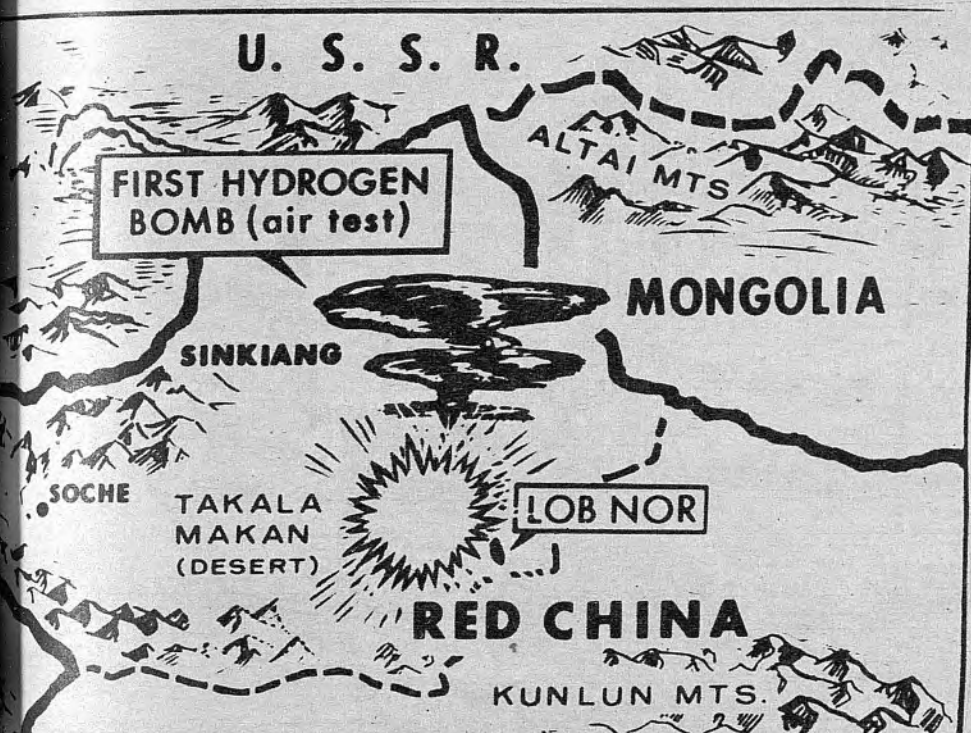 U. S. S. R.
ALTAI MTS
FIRST HYDROGEN
BOMB (air test)
MONGOLIA
SINKIANG
SOCHE
TAKALA
MAKAN
(DESERT)
LOB NOR
RED CHINA
KUNLUN MTS.